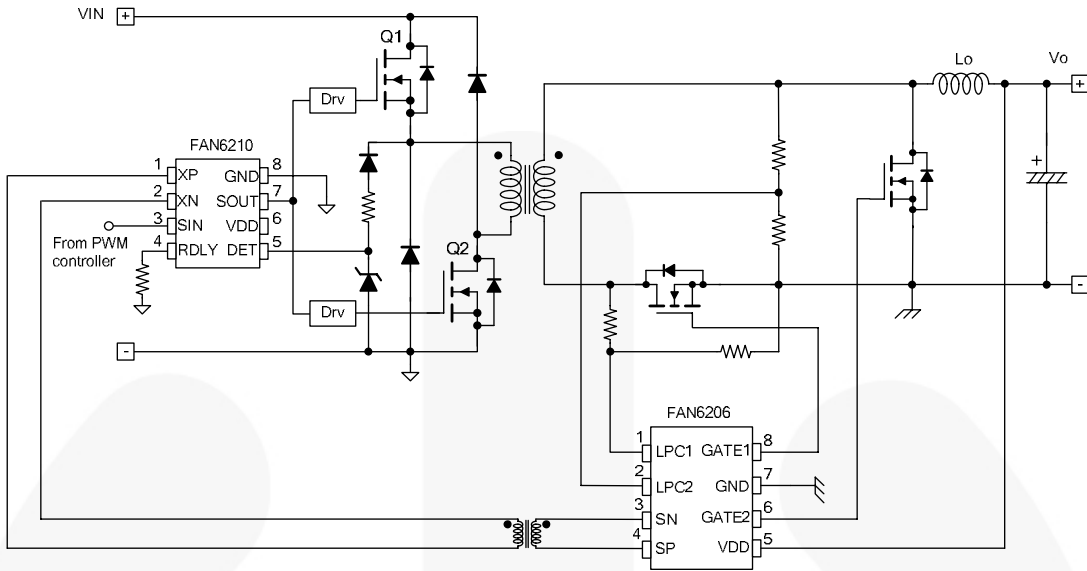 VIN +
Q1
Drv
FAN6210
1 XP GND 8
2 XN SOUT 7
3 SIN VDD 6
4 RDLY DET 5
From PWM
controller
Q2
Drv
-
Lo
Vo
+
+
-
FAN6206
1 LPC1 GATE1 8
2 LPC2 GND 7
3 SN GATE2 6
4 SP VDD 5